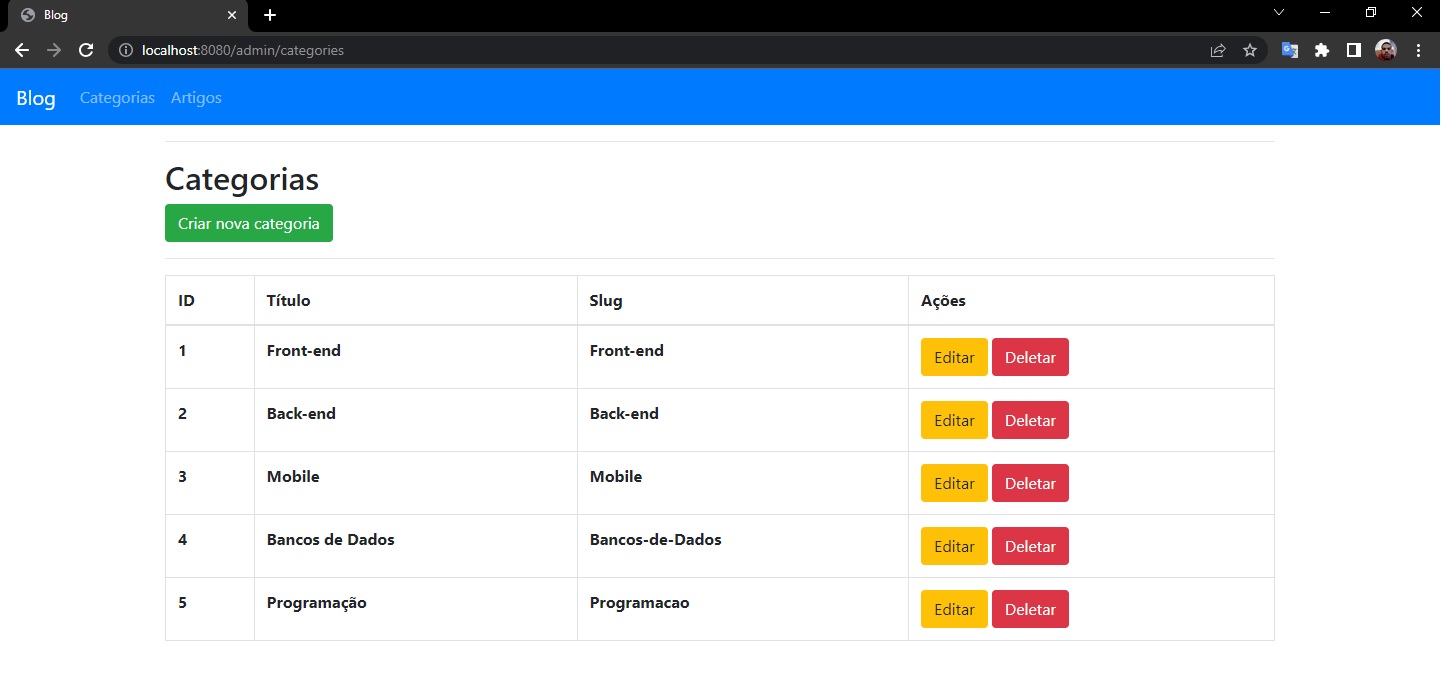 Blog
localhost:8080/admin/categories
Blog Categorias Artigos
Categorias
Criar nova categoria
ID Título Slug Ações
1 Front-end Front-end Editar Deletar
2 Back-end Back-end Editar Deletar
3 Mobile Mobile Editar Deletar
4 Bancos de Dados Bancos-de-Dados Editar Deletar
5 Programação Programacao Editar Deletar